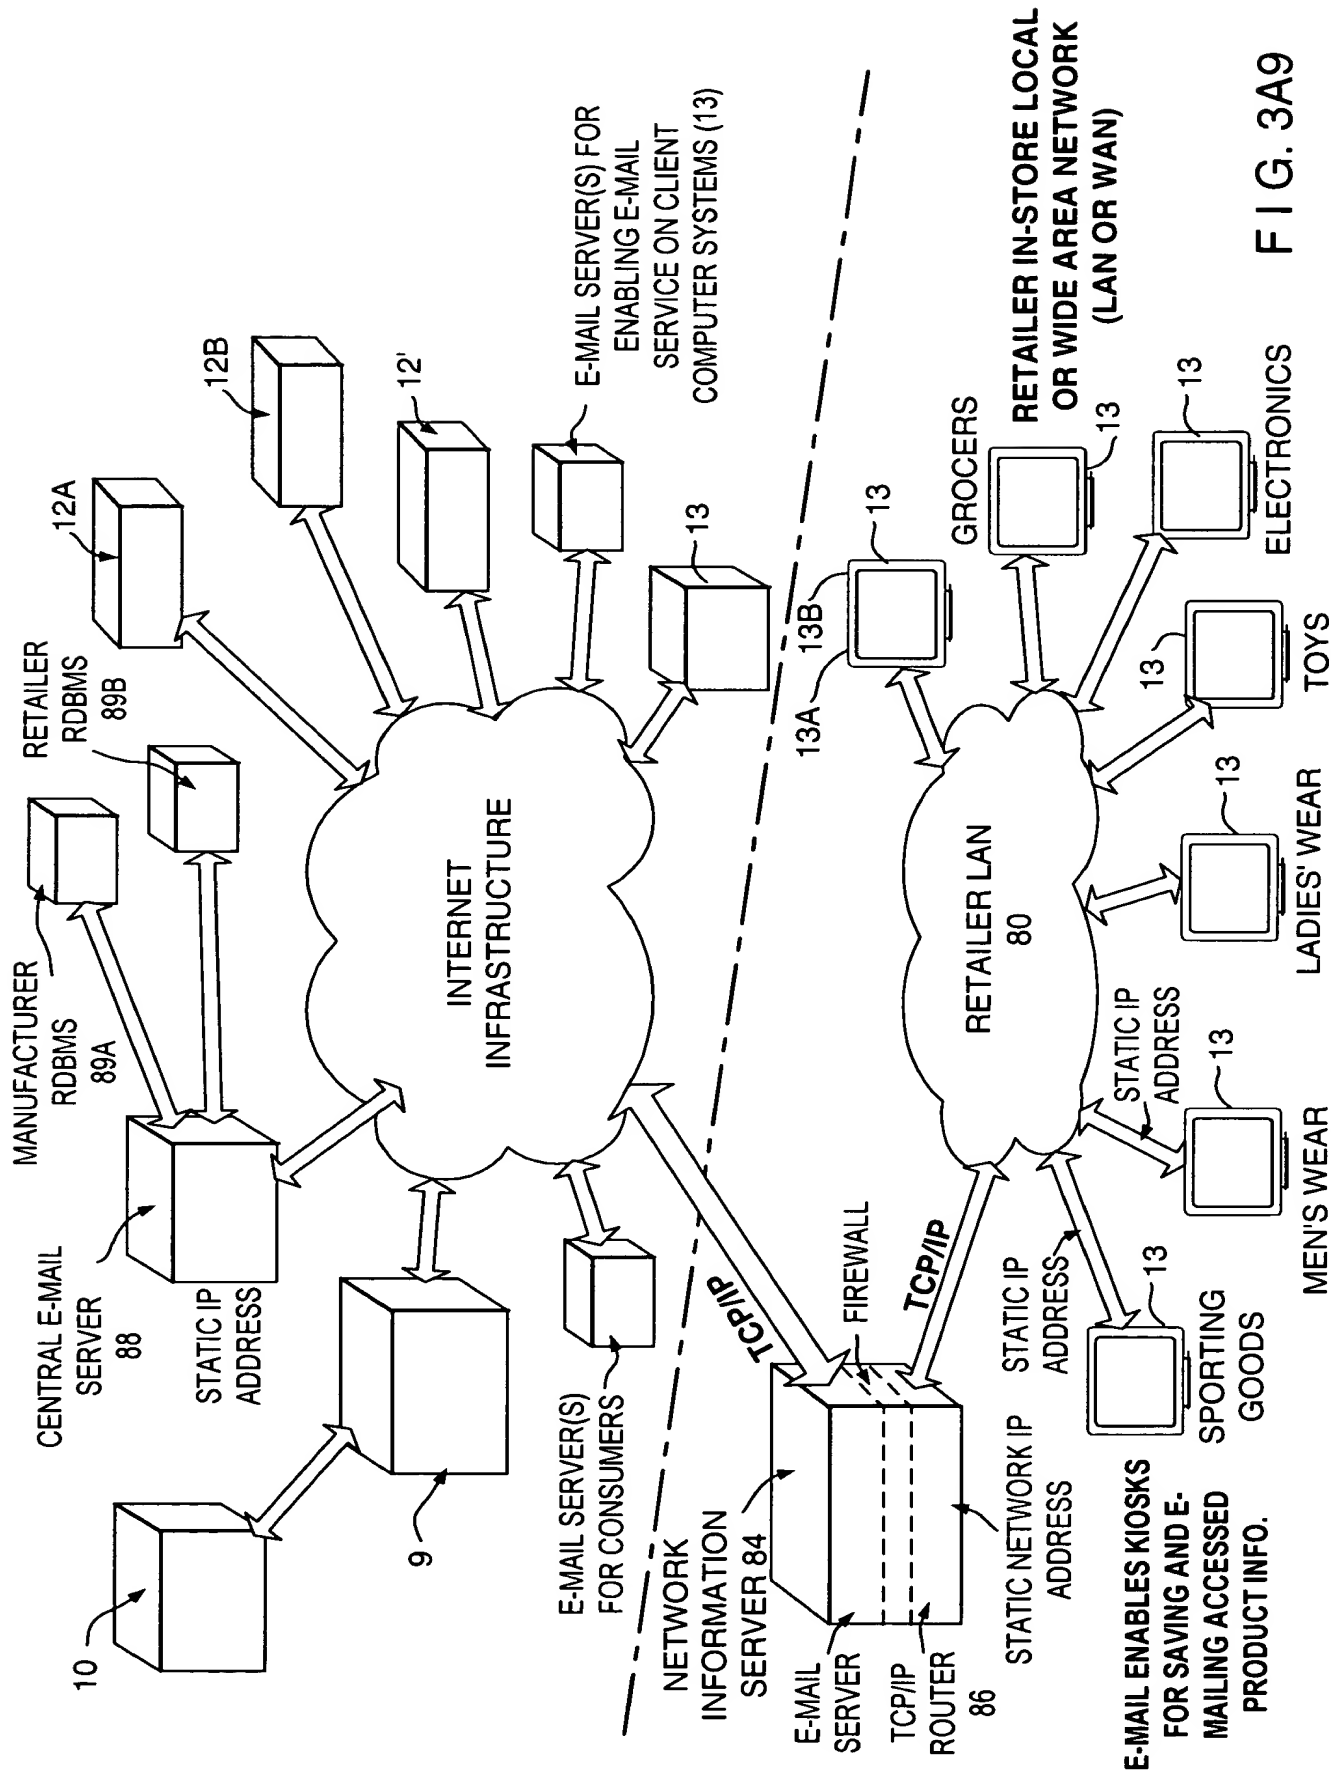 MANUFACTURER
RDBMS
89A
RETAILER
RDBMS
89B
12A
12B
12'
CENTRAL E-MAIL
SERVER
88
STATIC IP
ADDRESS
10
9
INTERNET
INFRASTRUCTURE
E-MAIL SERVER(S) FOR
ENABLING E-MAIL
SERVICE ON CLIENT
COMPUTER SYSTEMS (13)
13
E-MAIL SERVER(S)
FOR CONSUMERS
TCP/IP
NETWORK
INFORMATION
SERVER 84
E-MAIL
SERVER
TCP/IP
ROUTER
86
FIREWALL
TCP/IP
STATIC NETWORK IP
ADDRESS
RETAILER LAN
80
13A
13B
13
GROCERS
13
RETAILER IN-STORE LOCAL
OR WIDE AREA NETWORK
(LAN OR WAN)
STATIC IP
ADDRESS
13
SPORTING
GOODS
STATIC IP
ADDRESS
13
MEN'S WEAR
13
LADIES' WEAR
13
TOYS
13
ELECTRONICS
E-MAIL ENABLES KIOSKS
FOR SAVING AND E-
MAILING ACCESSED
PRODUCT INFO.
FIG. 3A9